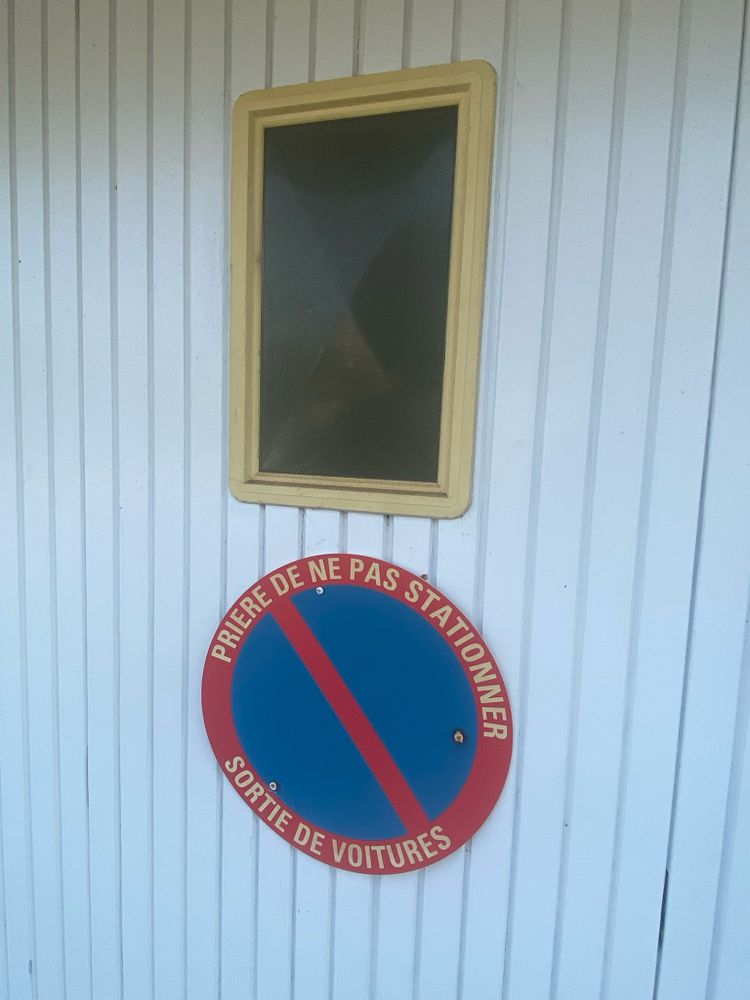 PRIERE DE NE PAS STATIONNER
SORTIE DE VOITURES